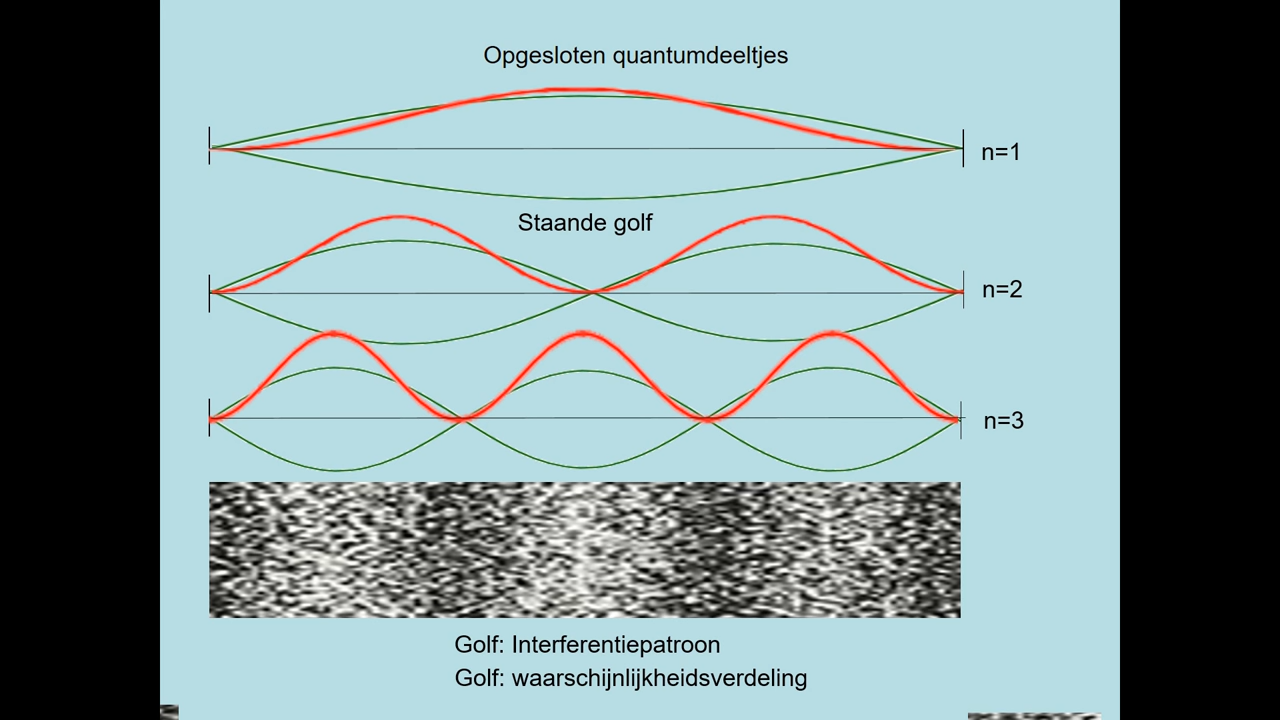 Opgesloten quantumdeeltjes
n=1
Staande golf
n=2
n=3
Golf: Interferentiepatroon
Golf: waarschijnlijkheidsverdeling